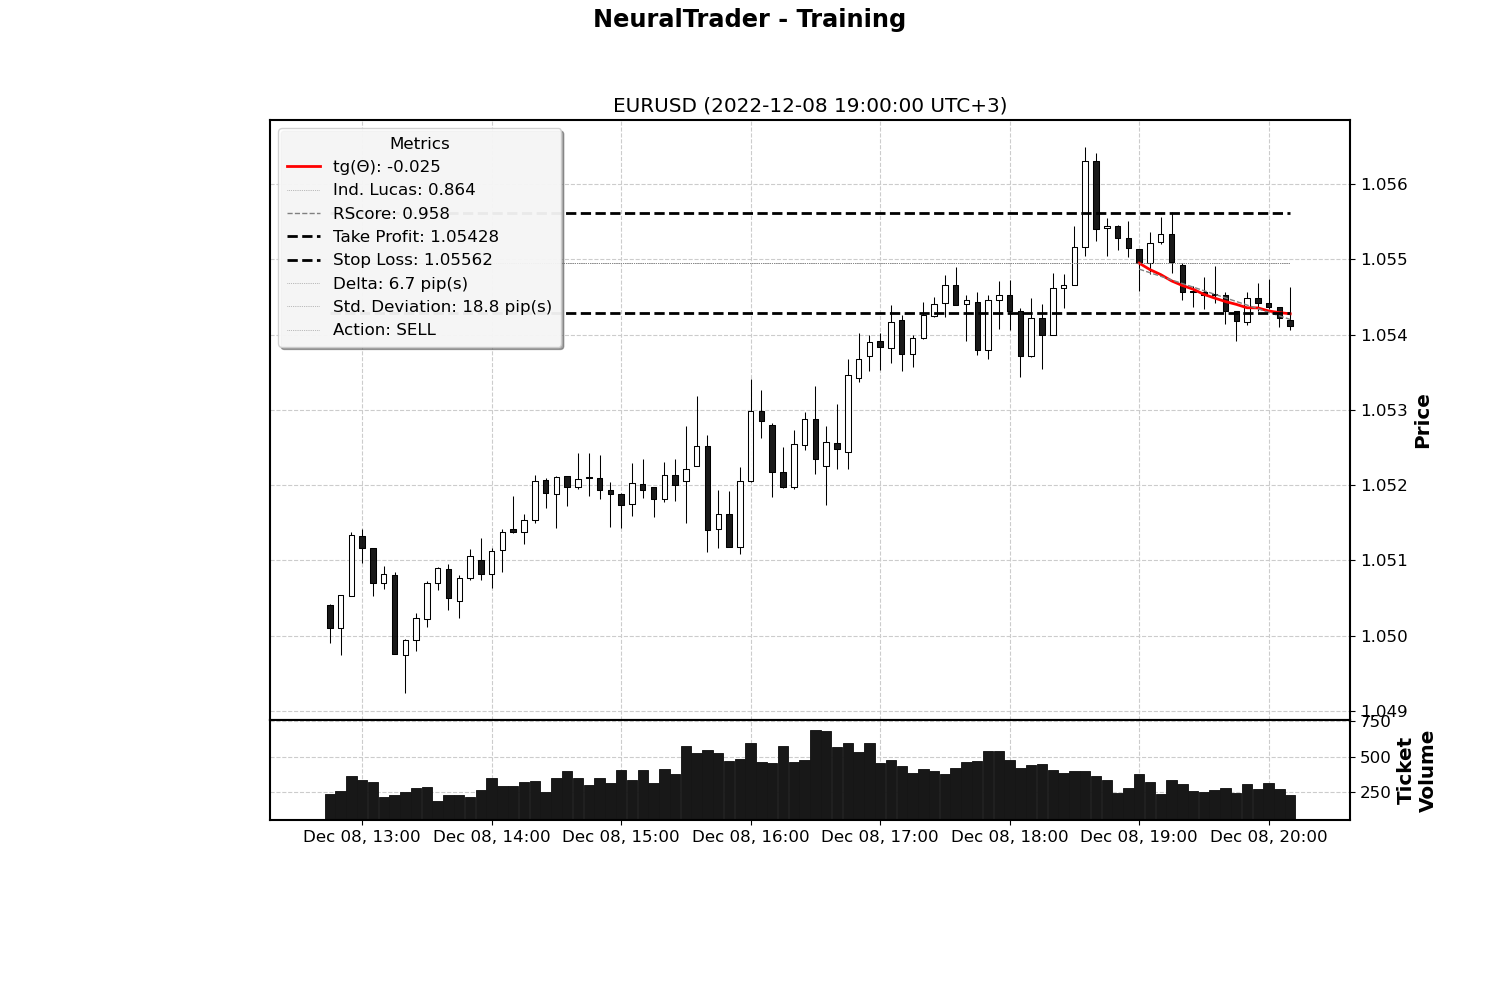 NeuralTrader - Training
EURUSD (2022-12-08 19:00:00 UTC+3)
Metrics
tg(Θ): -0.025
Ind. Lucas: 0.864
RScore: 0.958
Take Profit: 1.05428
Stop Loss: 1.05562
Delta: 6.7 pip(s)
Std. Deviation: 18.8 pip(s)
Action: SELL
1.056
1.055
1.054
1.053
1.052
1.051
1.050
1.049
Price
750
500
250
Ticket
Volume
Dec 08, 13:00
Dec 08, 14:00
Dec 08, 15:00
Dec 08, 16:00
Dec 08, 17:00
Dec 08, 18:00
Dec 08, 19:00
Dec 08, 20:00